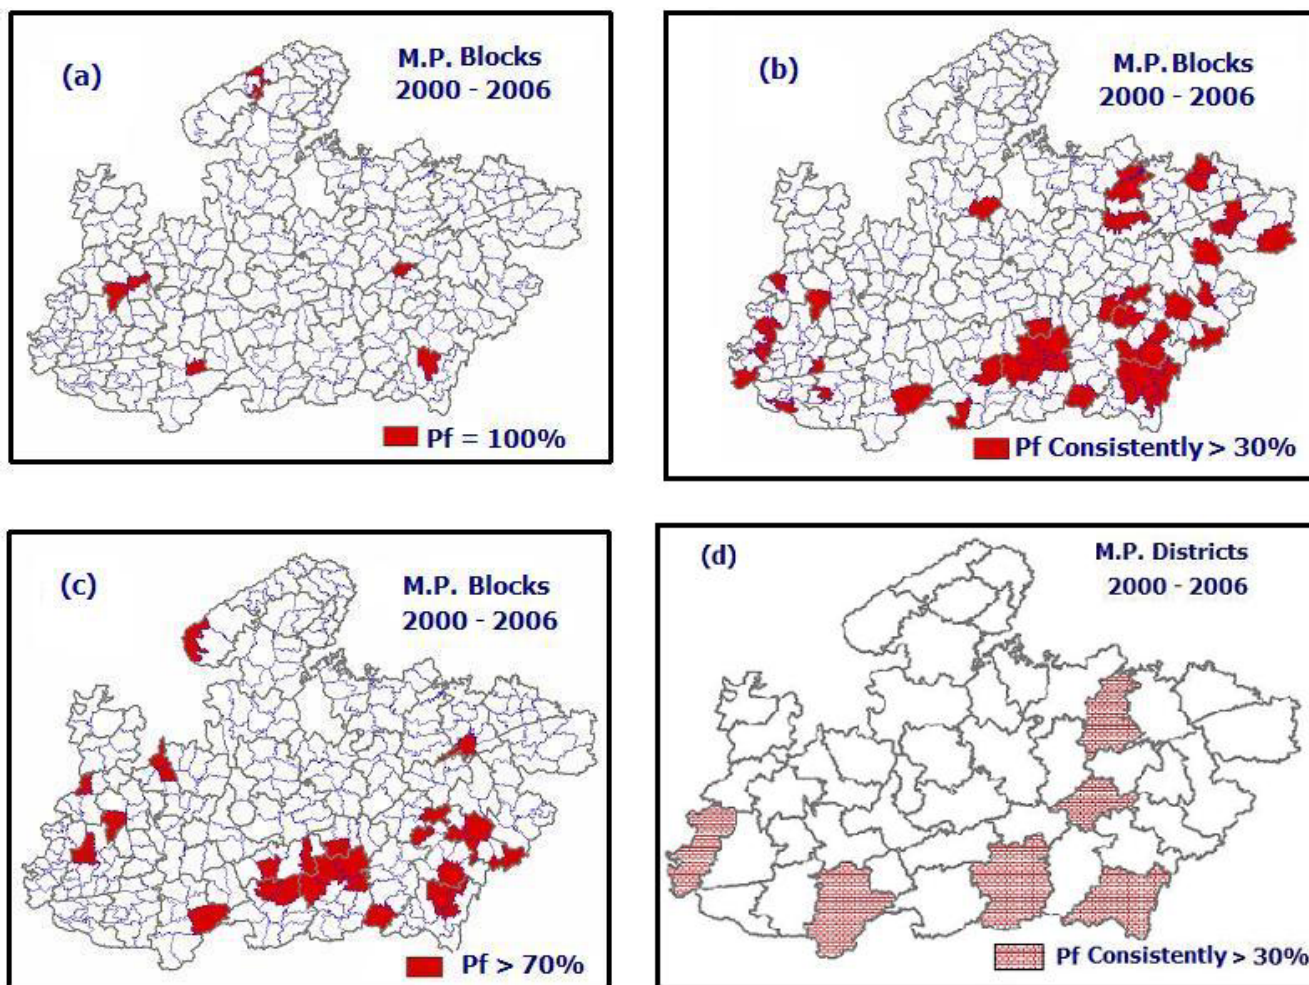 (a)
M.P. Blocks
2000 - 2006
Pf = 100%
(b)
M.P. Blocks
2000 - 2006
Pf Consistently > 30%
(c)
M.P. Blocks
2000 - 2006
Pf > 70%
(d)
M.P. Districts
2000 - 2006
Pf Consistently > 30%